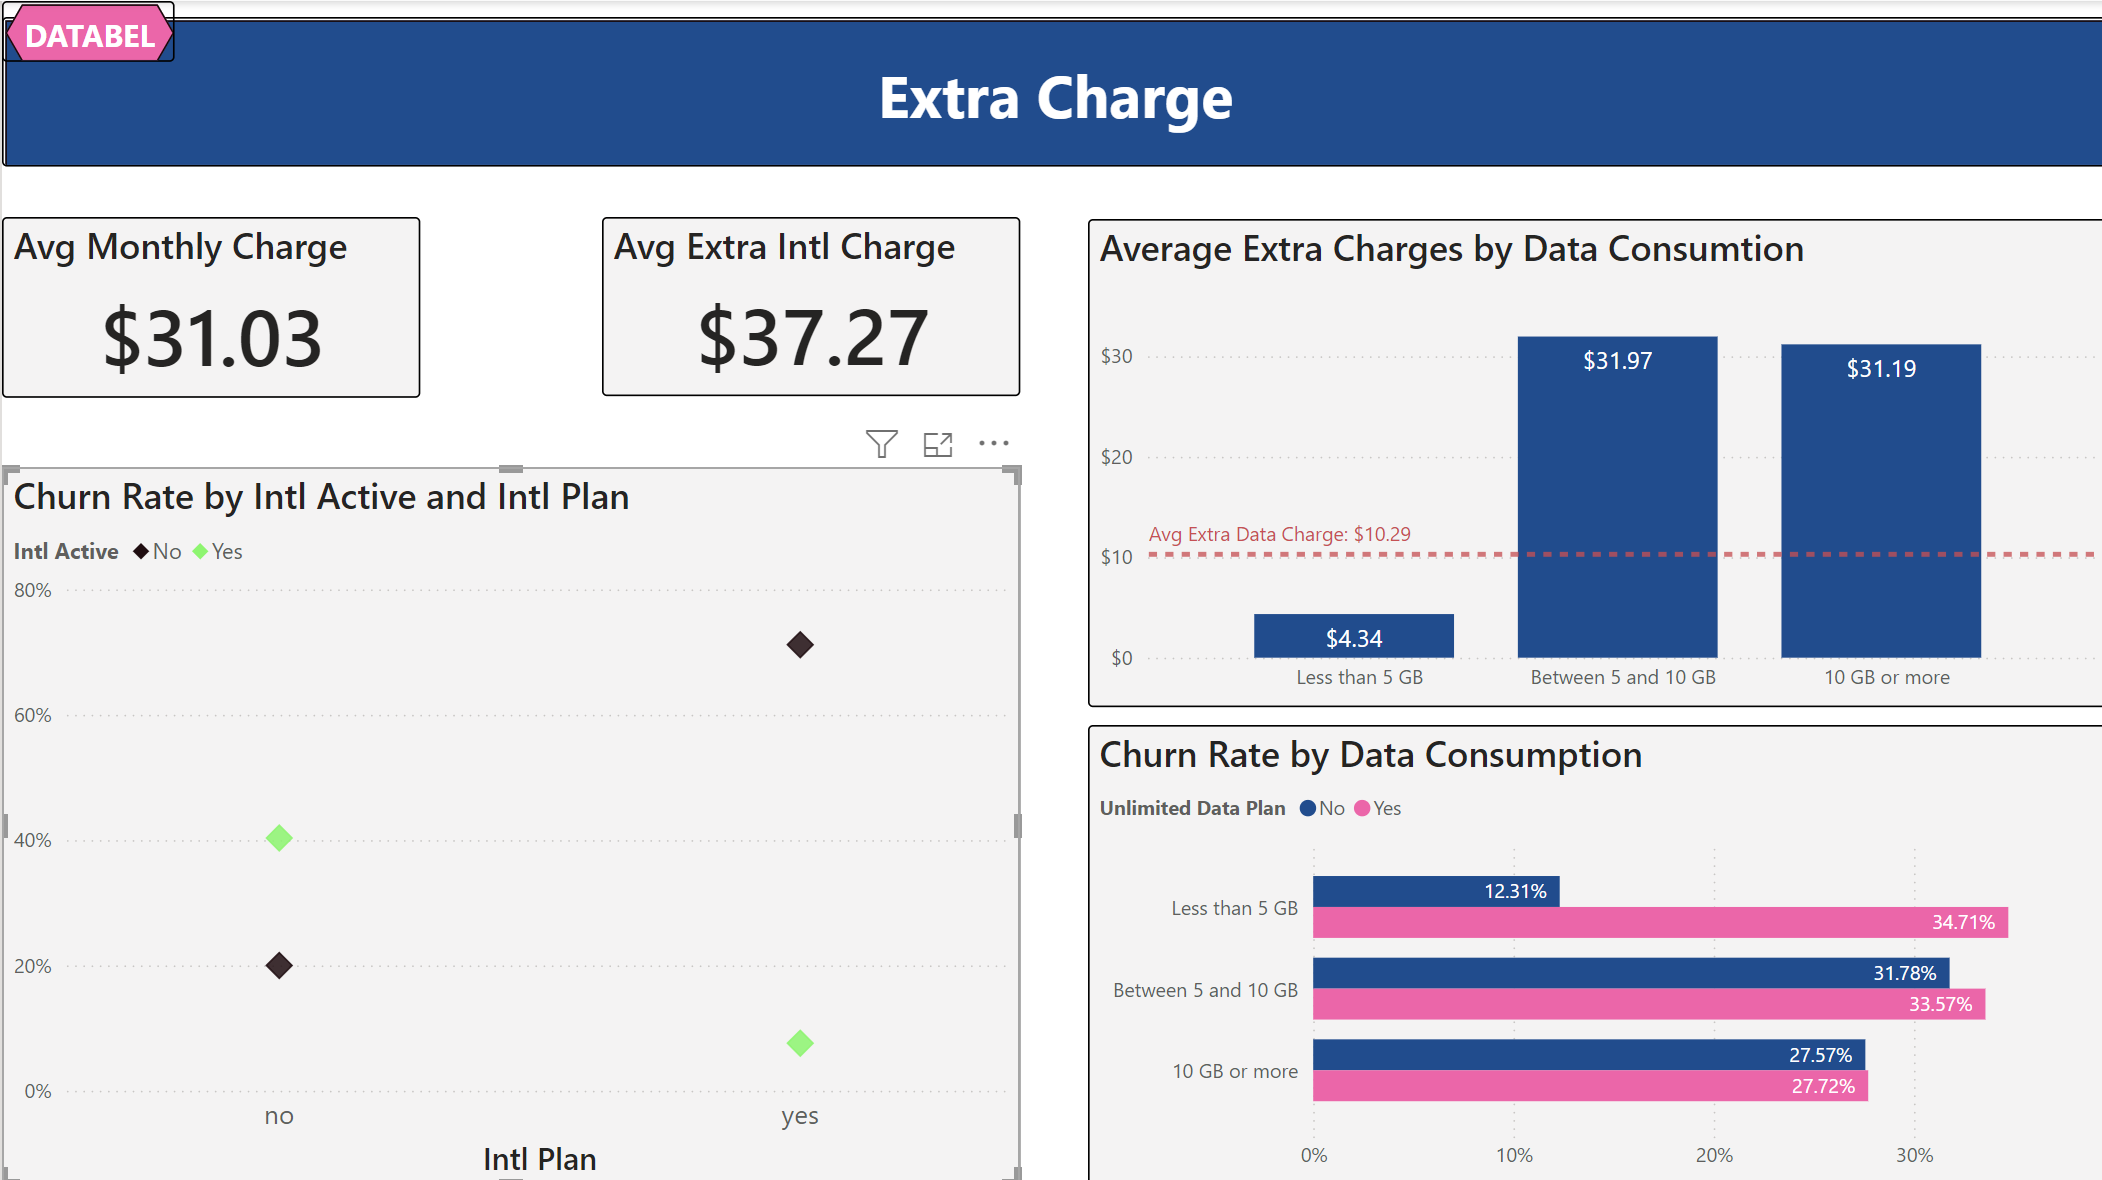 DATABEL
Extra Charge
Avg Monthly Charge
$31.03
Avg Extra Intl Charge
$37.27
Churn Rate by Intl Active and Intl Plan
Intl Active No Yes
80%
60%
40%
20%
0%
no yes
Intl Plan
Average Extra Charges by Data Consumtion
$30
$20
$10
$0
Avg Extra Data Charge: $10.29
$4.34
$31.97
$31.19
Less than 5 GB Between 5 and 10 GB 10 GB or more
Churn Rate by Data Consumption
Unlimited Data Plan No Yes
Less than 5 GB
12.31%
34.71%
Between 5 and 10 GB
31.78%
33.57%
10 GB or more
27.57%
27.72%
0% 10% 20% 30%